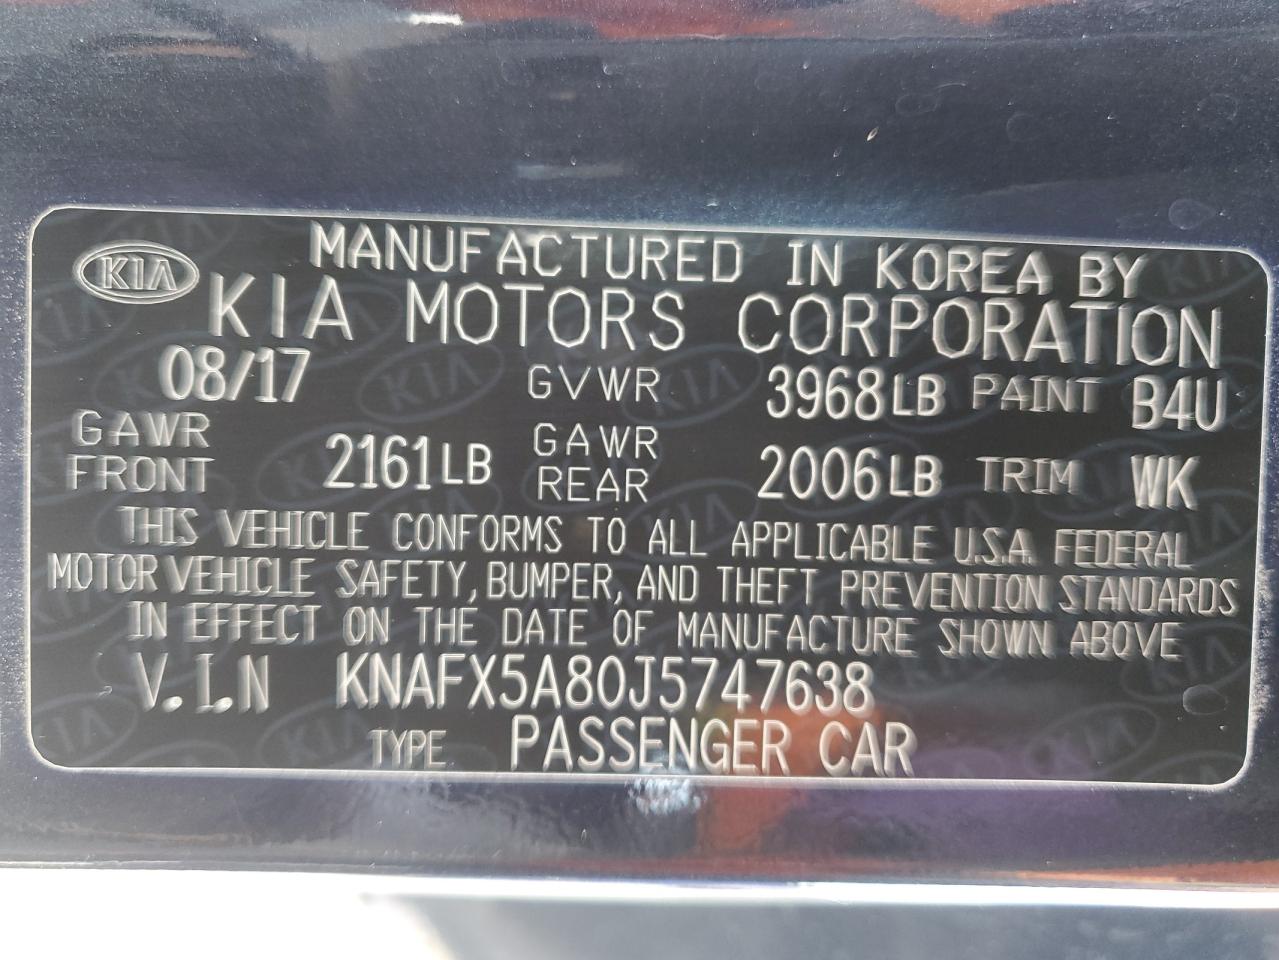 KIA
MANUFACTURED IN KOREA BY
KIA MOTORS CORPORATION
08/17 GVWR 3968LB PAINT B4U
GAWR FRONT 2161LB GAWR REAR 2006LB TRIM WK
THIS VEHICLE CONFORMS TO ALL APPLICABLE U.S.A. FEDERAL
MOTOR VEHICLE SAFETY, BUMPER, AND THEFT PREVENTION STANDARDS
IN EFFECT ON THE DATE OF MANUFACTURE SHOWN ABOVE
V.I.N KNAFX5A80J5747638
TYPE PASSENGER CAR